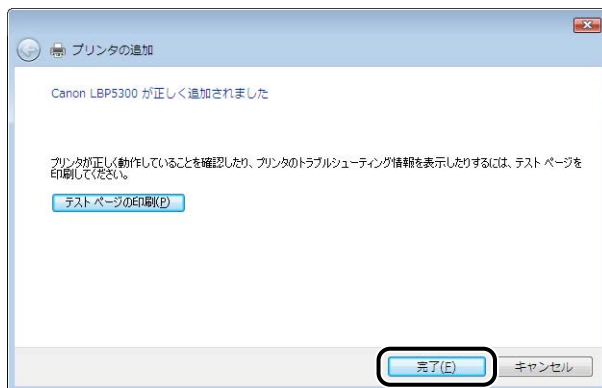 プリンタの追加
Canon LBP5300 が正しく追加されました
プリンタが正しく動作していることを確認したり、プリンタのトラブルシューティング情報を表示したりするには、テスト ページを
印刷してください。
テスト ページの印刷(P)
完了(F) キャンセル